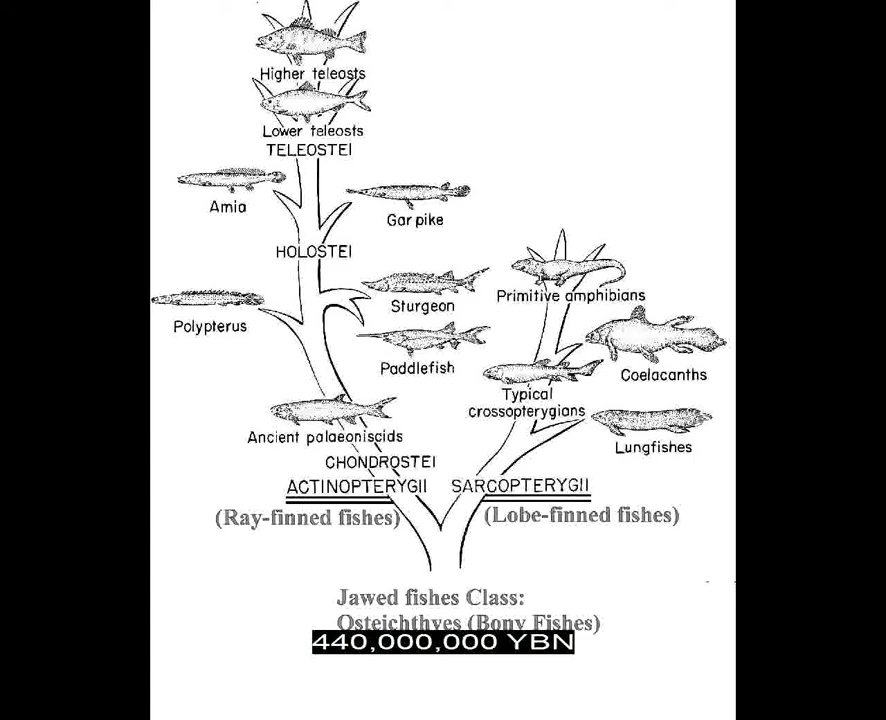 Higher teleosts
Lower teleosts
TELEOSTEI
Amia
Gar pike
HOLOSTEI
Sturgeon
Primitive amphibians
Polypterus
Paddlefish
Coelacanths
Typical
crossopterygians
Ancient palaeoniscids
Lungfishes
CHONDROSTEI
ACTINOPTERYGII
SARCOPTERYGII
(Ray-finned fishes)
(Lobe-finned fishes)
Jawed fishes Class:
Osteichthyes (Bony Fishes)
440,000,000 YBN